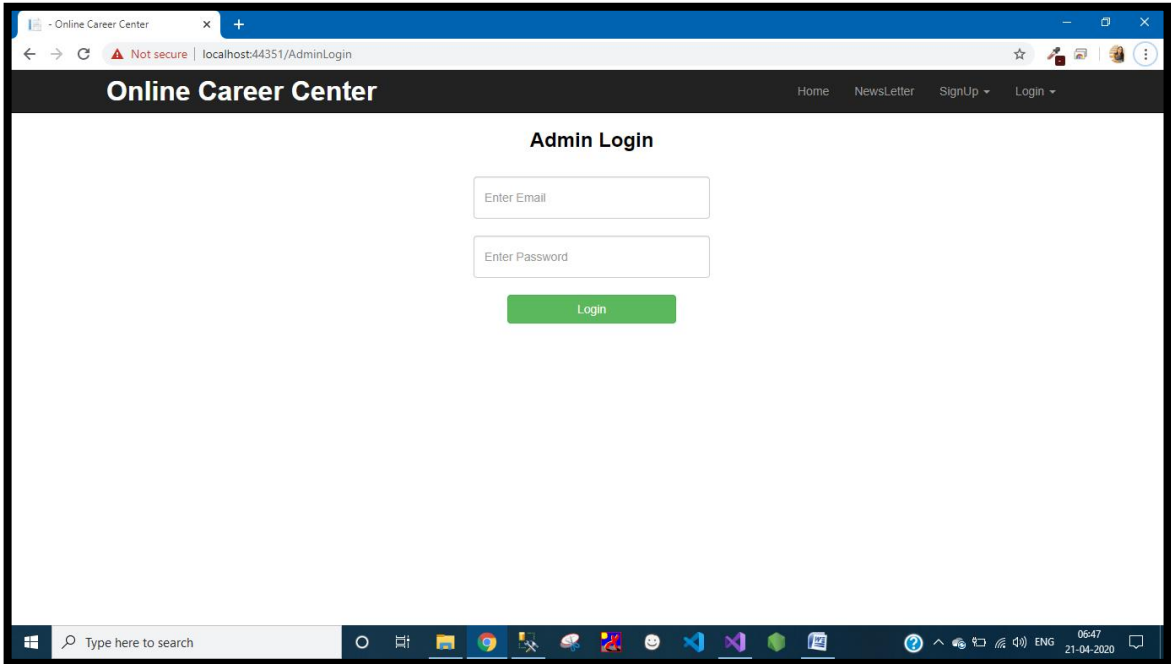 - Online Career Center
Not secure | localhost:44351/AdminLogin
Online Career Center
Home NewsLetter SignUp Login
Admin Login
Enter Email
Enter Password
Login
Type here to search
ENG
06:47
21-04-2020